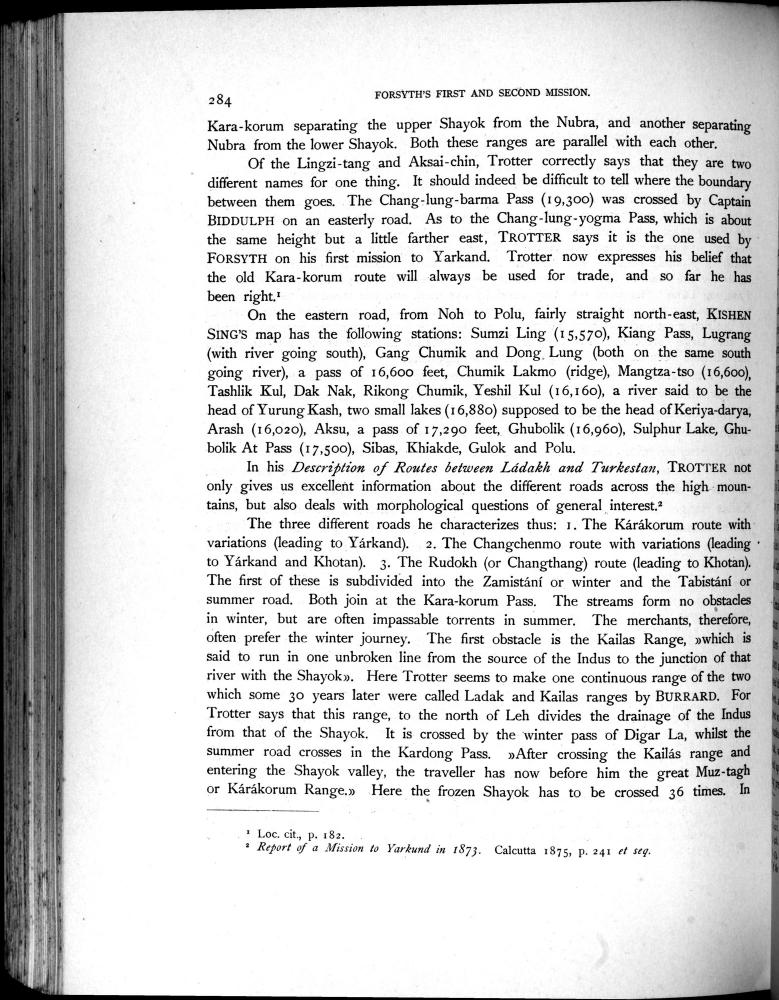 284
FORSYTH'S FIRST AND SECOND MISSION.
Kara-korum separating the upper Shayok from the Nubra, and another separating
Nubra from the lower Shayok. Both these ranges are parallel with each other.
Of the Lingzi-tang and Aksai-chin, Trotter correctly says that they are two
different names for one thing. It should indeed be difficult to tell where the boundary
between them goes. The Chang-lung-barma Pass (19,300) was crossed by Captain
BIDDULPH on an easterly road. As to the Chang-lung-yogma Pass, which is about
the same height but a little farther east, TROTTER says it is the one used by
FORSYTH on his first mission to Yarkand. Trotter now expresses his belief that
the old Kara-korum route will always be used for trade, and so far he has
been right.¹
On the eastern road, from Noh to Polu, fairly straight north-east, KISHEN
SING'S map has the following stations: Sumzi Ling (15,570), Kiang Pass, Lugrang
(with river going south), Gang Chumik and Dong Lung (both on the same south
going river), a pass of 16,600 feet, Chumik Lakmo (ridge), Mangtza-tso (16,600),
Tashlik Kul, Dak Nak, Rikong Chumik, Yeshil Kul (16,160), a river said to be the
head of Yurung Kash, two small lakes (16,880) supposed to be the head of Keriya-darya,
Arash (16,020), Aksu, a pass of 17,290 feet, Ghubolik (16,960), Sulphur Lake, Ghu-
bolik At Pass (17,500), Sibas, Khiakde, Gulok and Polu.
In his Description of Routes between Ládakh and Turkestan, TROTTER not
only gives us excellent information about the different roads across the high moun-
tains, but also deals with morphological questions of general interest.²
The three different roads he characterizes thus: 1. The Kárákorum route with
variations (leading to Yárkand). 2. The Changchenmo route with variations (leading
to Yárkand and Khotan). 3. The Rudokh (or Changthang) route (leading to Khotan).
The first of these is subdivided into the Zamistání or winter and the Tabistání or
summer road. Both join at the Kara-korum Pass. The streams form no obstacles
in winter, but are often impassable torrents in summer. The merchants, therefore,
often prefer the winter journey. The first obstacle is the Kailas Range, »which is
said to run in one unbroken line from the source of the Indus to the junction of that
river with the Shayok». Here Trotter seems to make one continuous range of the two
which some 30 years later were called Ladak and Kailas ranges by BURRARD. For
Trotter says that this range, to the north of Leh divides the drainage of the Indus
from that of the Shayok. It is crossed by the winter pass of Digar La, whilst the
summer road crosses in the Kardong Pass. »After crossing the Kailás range and
entering the Shayok valley, the traveller has now before him the great Muz-tagh
or Kárákorum Range.» Here the frozen Shayok has to be crossed 36 times. In
¹ Loc. cit., p. 182.
² Report of a Mission to Yarkund in 1873. Calcutta 1875, p. 241 et seq.